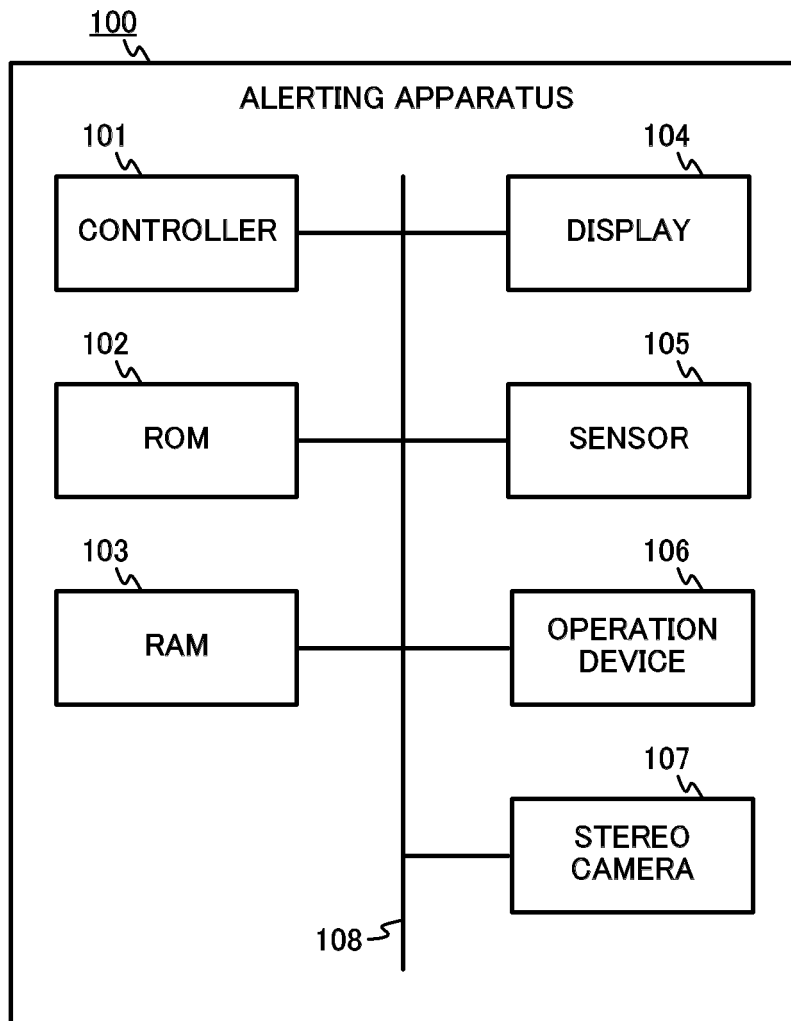 100
ALERTING APPARATUS
101
CONTROLLER
104
DISPLAY
102
ROM
105
SENSOR
103
RAM
106
OPERATION
DEVICE
107
STEREO
CAMERA
108